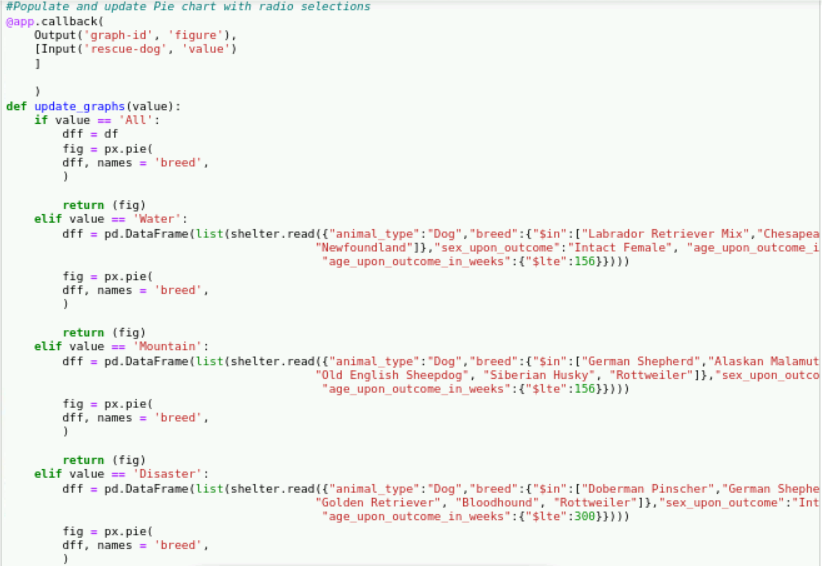 #Populate and update Pie chart with radio selections
@app.callback(
    Output('graph-id', 'figure'),
    [Input('rescue-dog', 'value')
    ]

    )
def update_graphs(value):
    if value == 'All':
        dff = df
        fig = px.pie(
        dff, names = 'breed',
        )

        return (fig)
    elif value == 'Water':
        dff = pd.DataFrame(list(shelter.read({"animal_type":"Dog","breed":{"$in":["Labrador Retriever Mix","Chesapea
                                            "Newfoundland"]},"sex_upon_outcome":"Intact Female", "age_upon_outcome_i
                                             "age_upon_outcome_in_weeks":{"$lte":156}})))
        fig = px.pie(
        dff, names = 'breed',
        )

        return (fig)
    elif value == 'Mountain':
        dff = pd.DataFrame(list(shelter.read({"animal_type":"Dog","breed":{"$in":["German Shepherd","Alaskan Malamut
                                            "Old English Sheepdog", "Siberian Husky", "Rottweiler"]},"sex_upon_outco
                                             "age_upon_outcome_in_weeks":{"$lte":156}})))
        fig = px.pie(
        dff, names = 'breed',
        )

        return (fig)
    elif value == 'Disaster':
        dff = pd.DataFrame(list(shelter.read({"animal_type":"Dog","breed":{"$in":["Doberman Pinscher","German Shephe
                                            "Golden Retriever", "Bloodhound", "Rottweiler"]},"sex_upon_outcome":"Int
                                             "age_upon_outcome_in_weeks":{"$lte":300}})))
        fig = px.pie(
        dff, names = 'breed',
        )